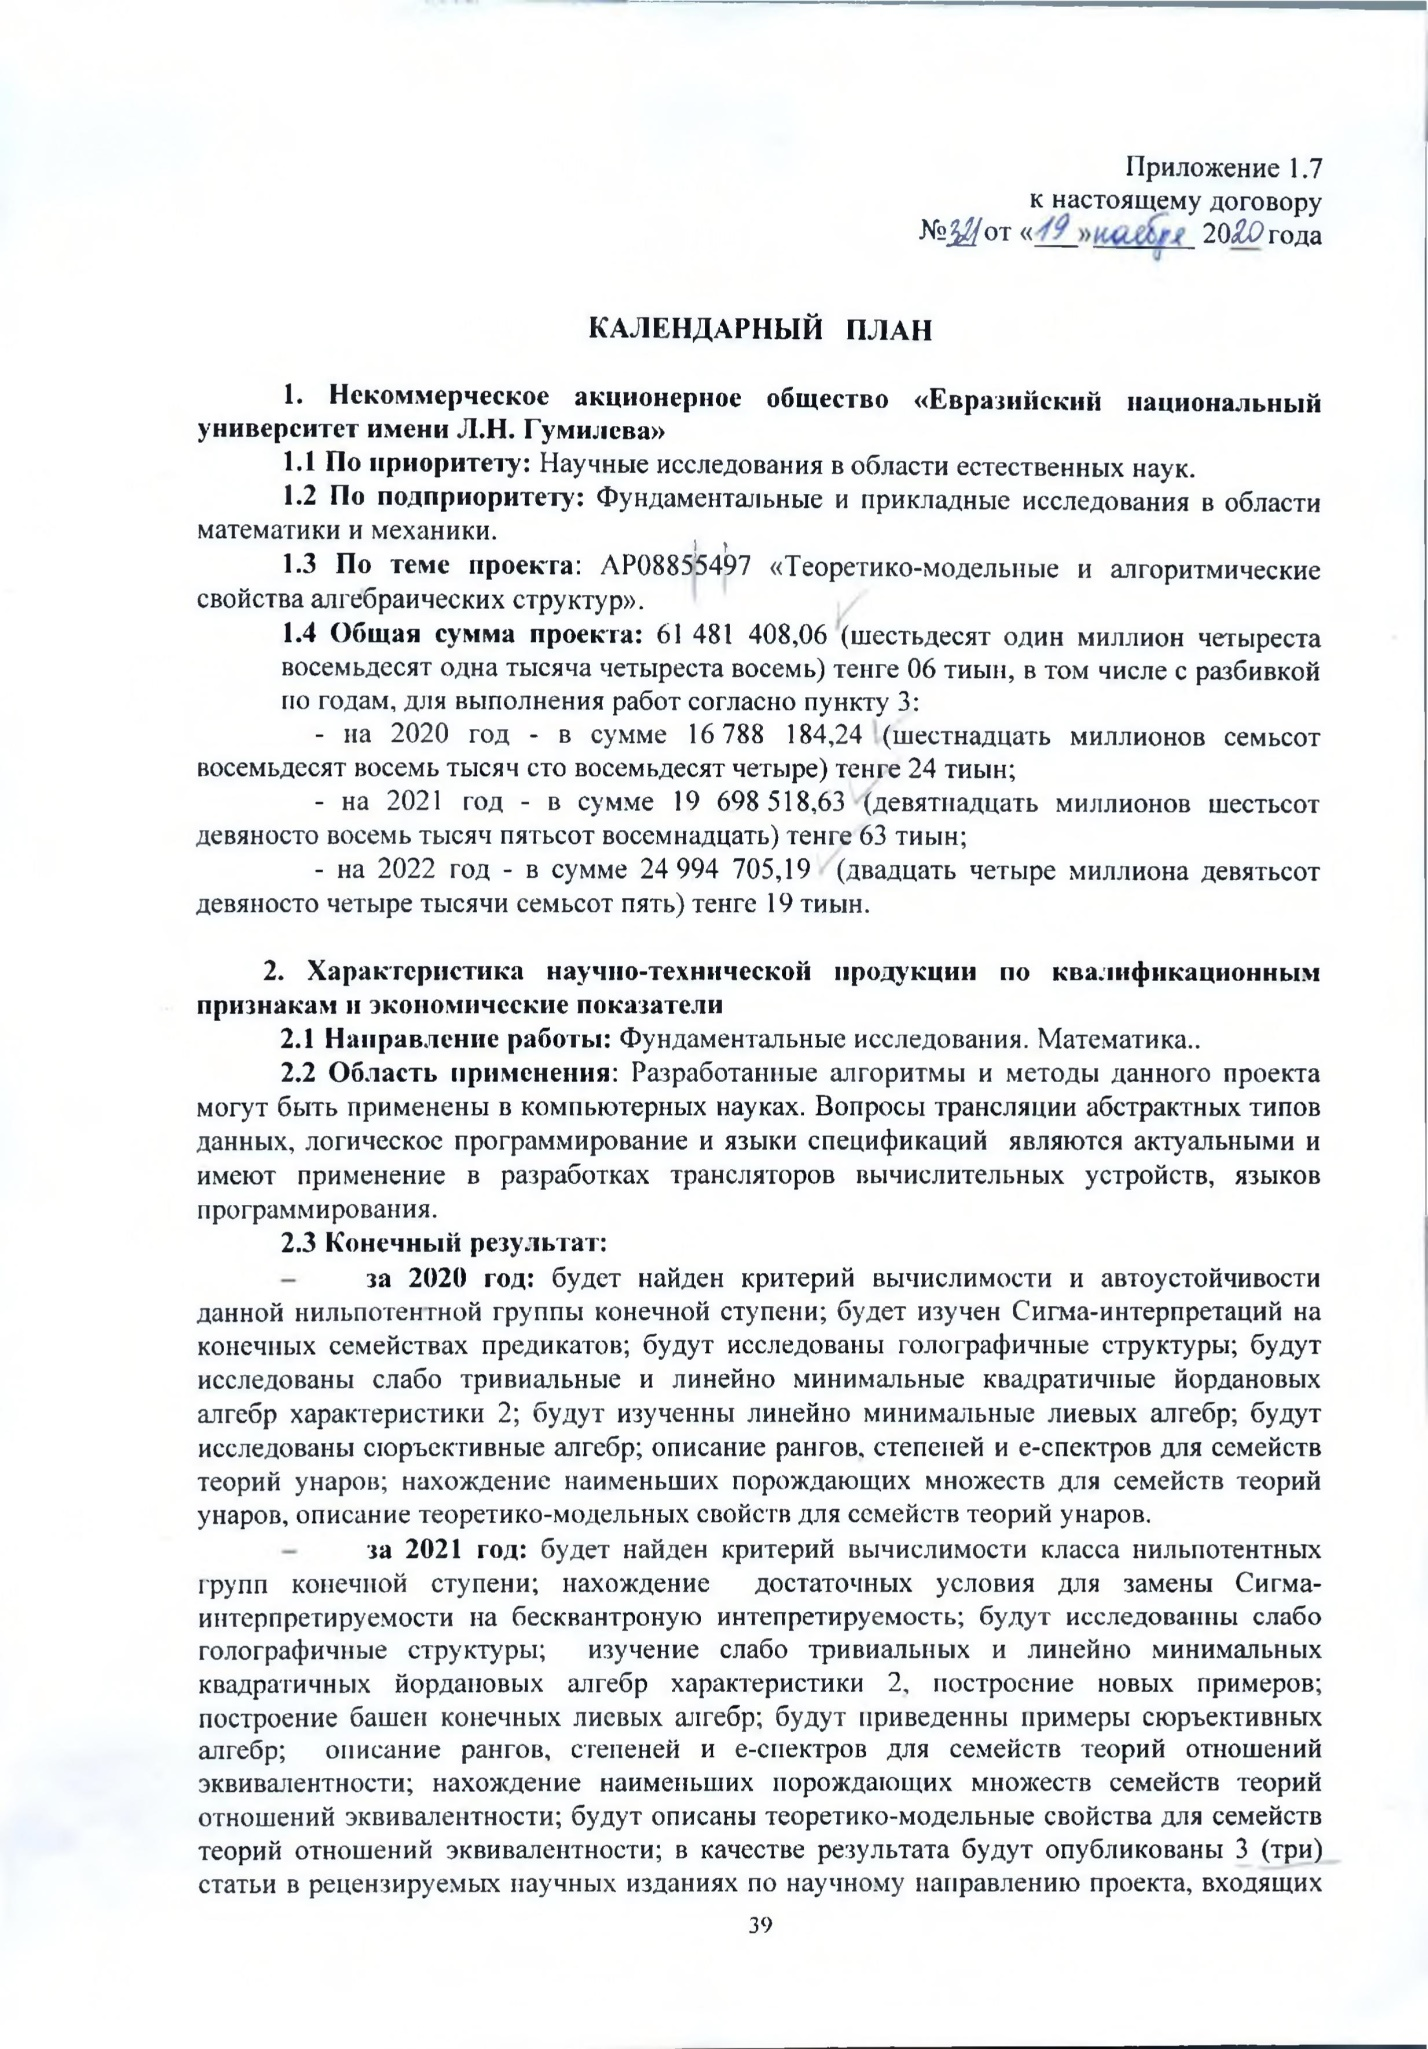 Приложение 1.7
к настоящему договору
№321 от «19» ноября 2020 года
КАЛЕНДАРНЫЙ ПЛАН
1. Некоммерческое акционерное общество «Евразийский национальный
университет имени Л.Н. Гумилева»
1.1 По приоритету: Научные исследования в области естественных наук.
1.2 По подприоритету: Фундаментальные и прикладные исследования в области
математики и механики.
1.3 По теме проекта: АР08855497 «Теоретико-модельные и алгоритмические
свойства алгебраических структур».
1.4 Общая сумма проекта: 61 481 408,06 (шестьдесят один миллион четыреста
восемьдесят одна тысяча четыреста восемь) тенге 06 тиын, в том числе с разбивкой
по годам, для выполнения работ согласно пункту 3:
- на 2020 год - в сумме 16 788 184,24 (шестнадцать миллионов семьсот
восемьдесят восемь тысяч сто восемьдесят четыре) тенге 24 тиын;
- на 2021 год - в сумме 19 698 518,63 (девятнадцать миллионов шестьсот
девяносто восемь тысяч пятьсот восемнадцать) тенге 63 тиын;
- на 2022 год - в сумме 24 994 705,19 (двадцать четыре миллиона девятьсот
девяносто четыре тысячи семьсот пять) тенге 19 тиын.
2. Характеристика научно-технической продукции по квалификационным
признакам и экономические показатели
2.1 Направление работы: Фундаментальные исследования. Математика..
2.2 Область применения: Разработанные алгоритмы и методы данного проекта
могут быть применены в компьютерных науках. Вопросы трансляции абстрактных типов
данных, логическое программирование и языки спецификаций являются актуальными и
имеют применение в разработках трансляторов вычислительных устройств, языков
программирования.
2.3 Конечный результат:
– за 2020 год: будет найден критерий вычислимости и автоустойчивости
данной нильпотентной группы конечной ступени; будет изучен Сигма-интерпретаций на
конечных семействах предикатов; будут исследованы голографичные структуры; будут
исследованы слабо тривиальные и линейно минимальные квадратичные йордановых
алгебр характеристики 2; будут изученны линейно минимальные лиевых алгебр; будут
исследованы сюръективные алгебр; описание рангов, степеней и е-спектров для семейств
теорий унаров; нахождение наименьших порождающих множеств для семейств теорий
унаров, описание теоретико-модельных свойств для семейств теорий унаров.
– за 2021 год: будет найден критерий вычислимости класса нильпотентных
групп конечной ступени; нахождение достаточных условия для замены Сигма-
интерпретируемости на бесквантроную интепретируемость; будут исследованны слабо
голографичные структуры; изучение слабо тривиальных и линейно минимальных
квадратичных йордановых алгебр характеристики 2, построение новых примеров;
построение башен конечных лиевых алгебр; будут приведенны примеры сюръективных
алгебр; описание рангов, степеней и е-спектров для семейств теорий отношений
эквивалентности; нахождение наименьших порождающих множеств семейств теорий
отношений эквивалентности; будут описаны теоретико-модельные свойства для семейств
теорий отношений эквивалентности; в качестве результата будут опубликованы 3 (три)
статьи в рецензируемых научных изданиях по научному направлению проекта, входящих
39